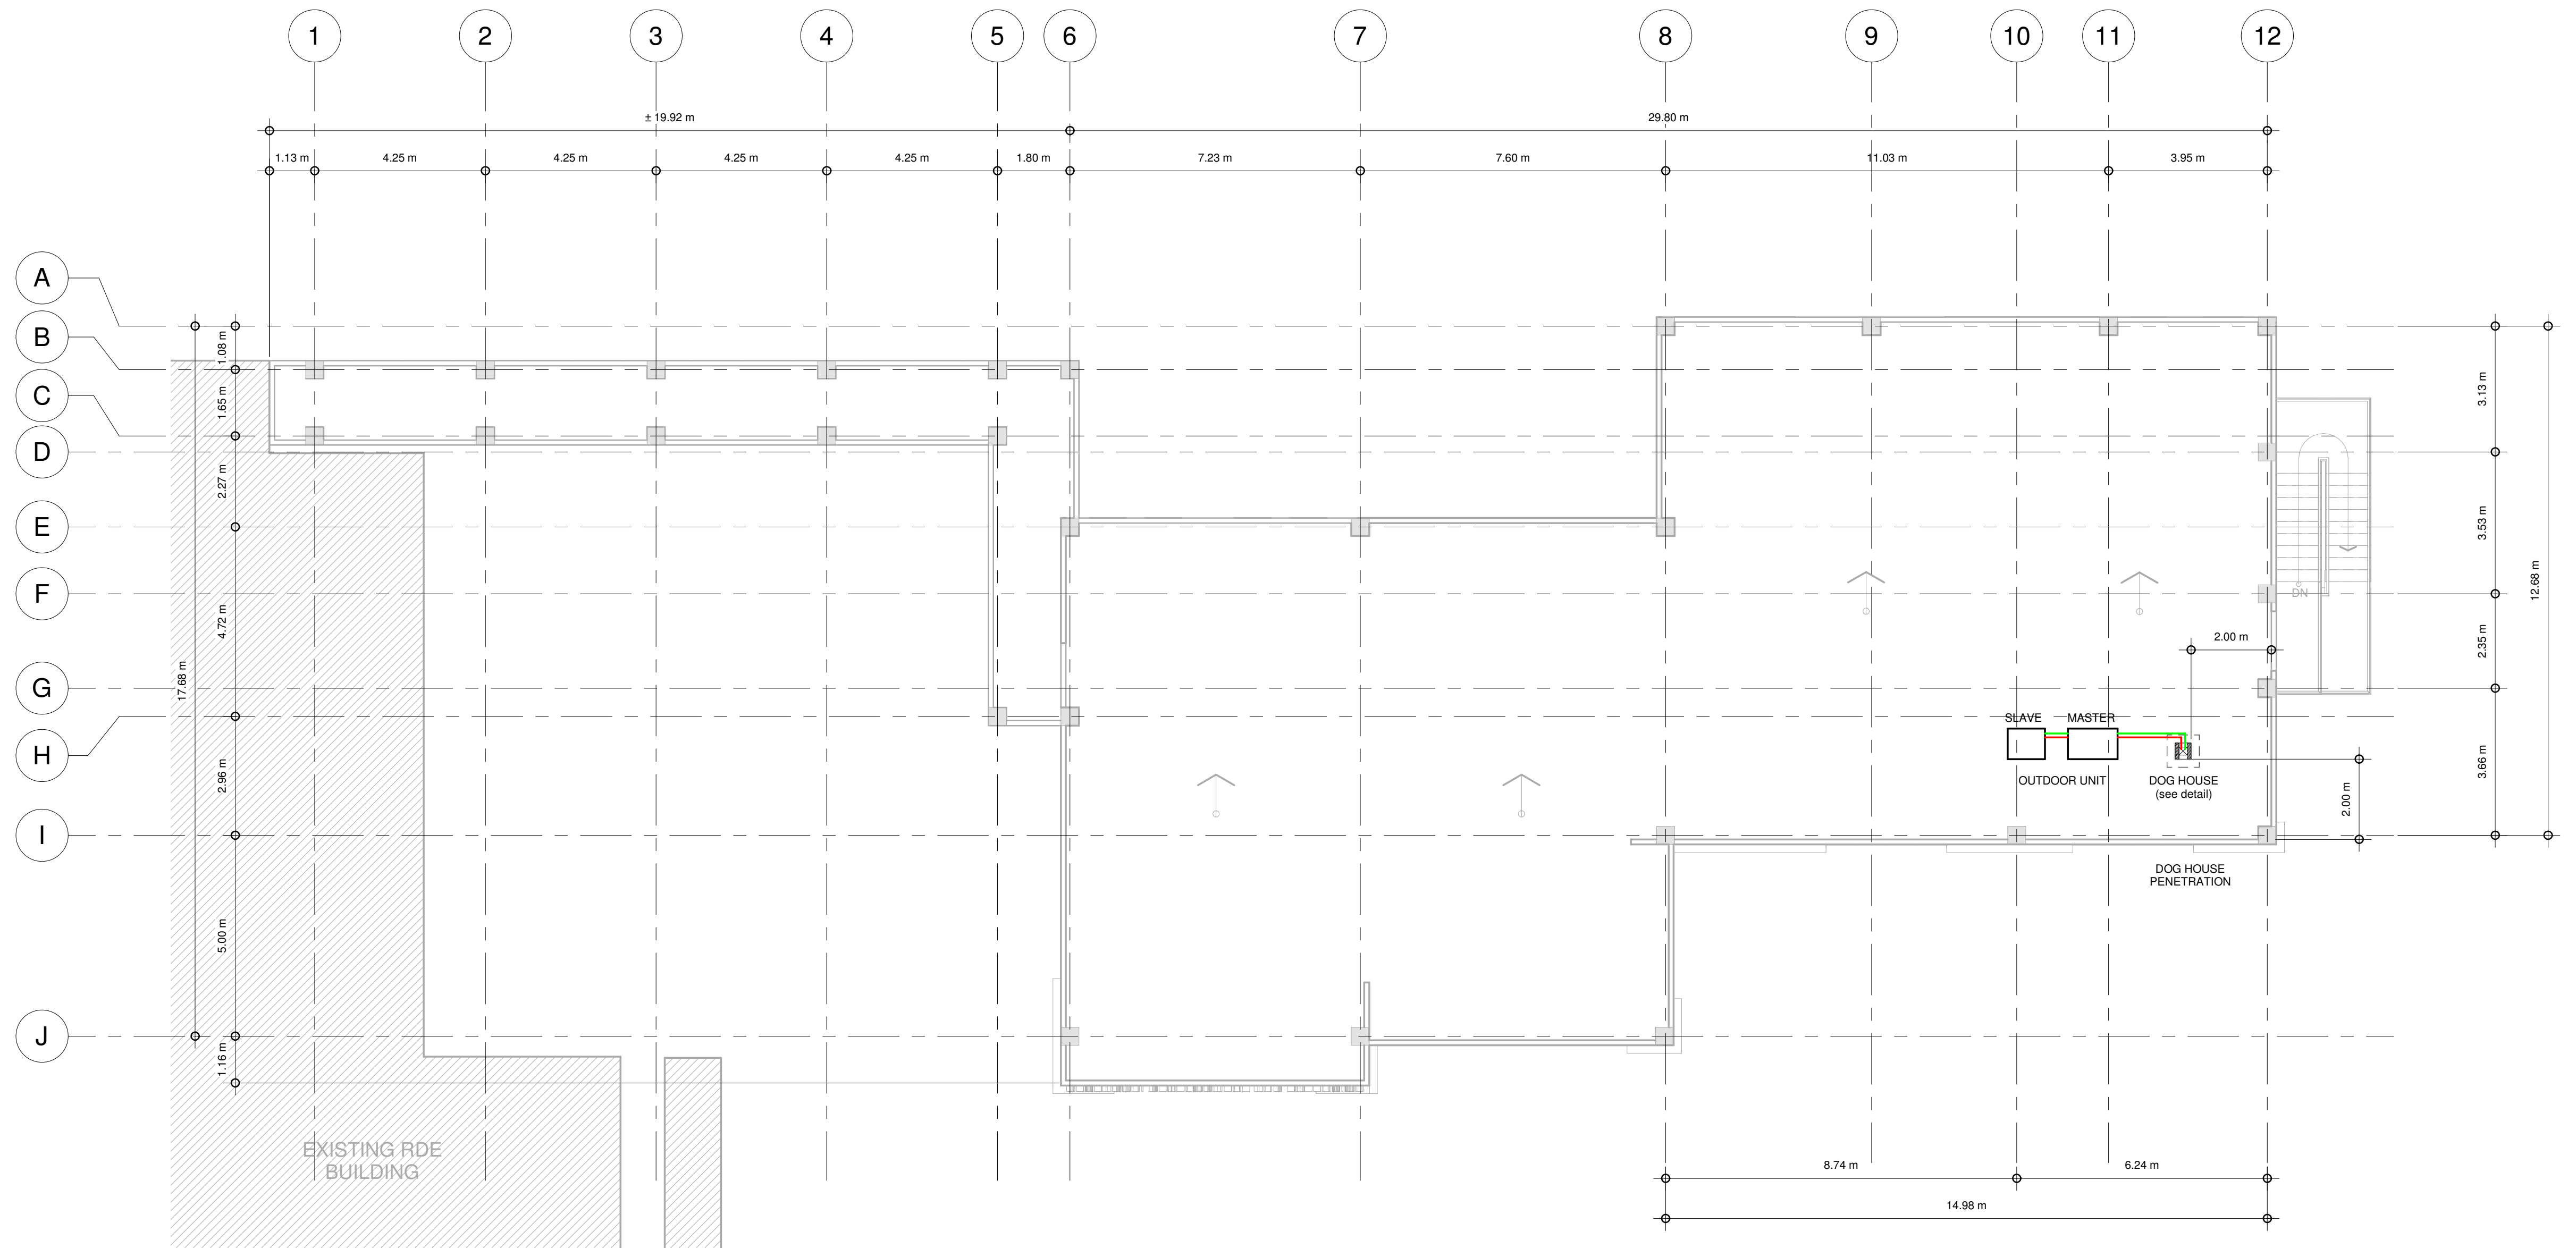 1 2 3 4 5 6 7 8 9 10 11 12
± 19.92 m 29.80 m
1.13 m 4.25 m 4.25 m 4.25 m 4.25 m 1.80 m 7.23 m 7.60 m 11.03 m 3.95 m
A
B
C
D
E
F
G
H
I
J
1.08 m
1.65 m
2.27 m
4.72 m
17.68 m
2.96 m
5.00 m
1.16 m
3.13 m
3.53 m
12.68 m
2.35 m
3.66 m
DN
2.00 m
SLAVE MASTER
OUTDOOR UNIT
DOG HOUSE
(see detail)
2.00 m
DOG HOUSE
PENETRATION
EXISTING RDE
BUILDING
8.74 m 6.24 m
14.98 m